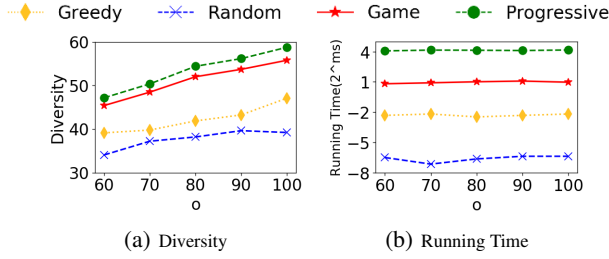 Greedy Random Game Progressive
Diversity
60
50
40
30
60 70 80 90 100
o
(a) Diversity
Running Time(2^ms)
4
1
−2
−5
−8
60 70 80 90 100
o
(b) Running Time